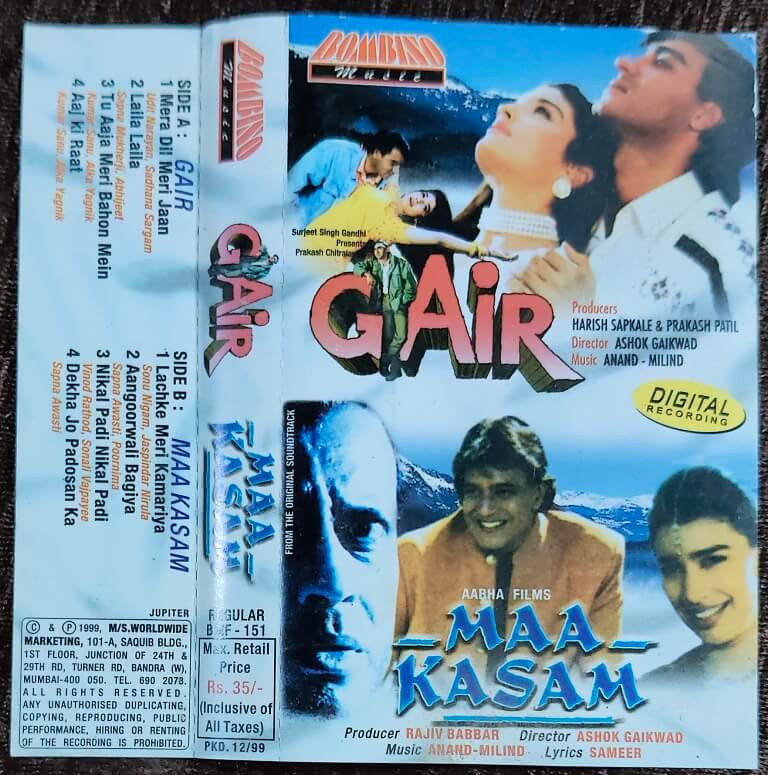 SIDE A : GAIR
1 Mera Dil Meri Jaan
Udit Narayan, Sadhana Sargam
2 Laila Laila
Sapna Mukherji, Abhijeet
3 Tu Aaja Meri Bahon Mein
Kumar Sanu, Alka Yagnik
4 Aaj Ki Raat
Kumar Sanu, Alka Yagnik
SIDE B : MAA KASAM
1 Lachke Meri Kamariya
Sonu Nigam, Jaspindar Nirula
2 Aangoorwali Bagiya
Sapna Awasti, Poornima
3 Nikal Padi Nikal Padi
Vinod Rathod, Sonali Vajpayee
4 Dekha Jo Padosan Ka
Sapna Awasti
JUPITER
© & ℗ 1999, M/S.WORLDWIDE
MARKETING, 101-A, SAQUIB BLDG.,
1ST FLOOR, JUNCTION OF 24TH &
29TH RD, TURNER RD, BANDRA (W),
MUMBAI-400 050. TEL. 690 2078.
ALL RIGHTS RESERVED.
ANY UNAUTHORISED DUPLICATING,
COPYING, REPRODUCING, PUBLIC
PERFORMANCE, HIRING OR RENTING
OF THE RECORDING IS PROHIBITED.
BOMBINO
Music
GAiR
MAA
KASAM
REGULAR
BMF - 151
Max. Retail
Price
Rs. 35/-
(Inclusive of
All Taxes)
PKD. 12/99
BOMBINO
Music
Surjeet Singh Gandhi
Presents
Prakash Chitralaya
GAiR
Producers
HARISH SAPKALE & PRAKASH PATIL
Director ASHOK GAIKWAD
Music ANAND - MILIND
DIGITAL
RECORDING
FROM THE ORIGINAL SOUNDTRACK
AABHA FILMS
MAA
KASAM
Producer RAJIV BABBAR Director ASHOK GAIKWAD
Music ANAND-MILIND Lyrics SAMEER